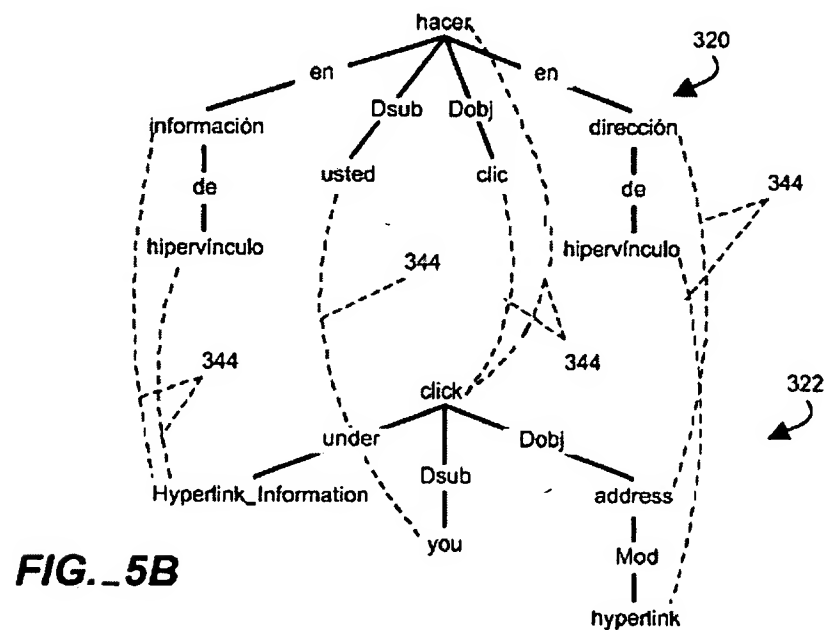 hacer
320
en
en
Dsub Dobj
información
dirección
de
usted
clic
de
344
hipervínculo
hipervínculo
344
344
344
click
322
under
Dobj
Dsub
Hyperlink_Information
address
you
Mod
FIG._5B
hyperlink